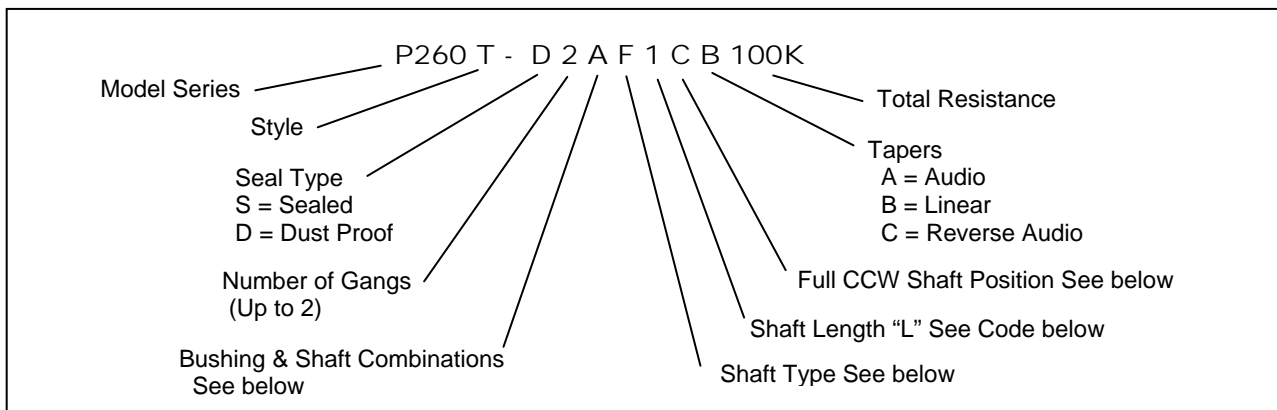 P260 T - D 2 A F 1 C B 100K
Model Series
Total Resistance
Style
Tapers
A = Audio
B = Linear
C = Reverse Audio
Seal Type
S = Sealed
D = Dust Proof
Number of Gangs
(Up to 2)
Full CCW Shaft Position See below
Shaft Length “L” See Code below
Bushing & Shaft Combinations
See below
Shaft Type See below